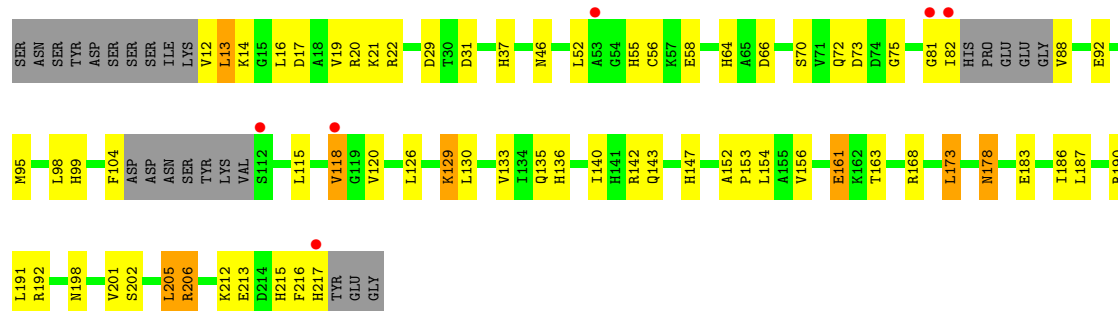 SER ASN SER TYR ASP SER SER SER ILE LYS V12 L13 K14 G15 L16 D17 A18 V19 R20 K21 R22 D29 T30 D31 H37 N46 L52 A53 G54 H55 C56 K57 E58 H64 A65 D66 S70 V71 Q72 D73 D74 G75 G81 I82 HIS PRO GLU GLU GLY V88 E92
M95 L98 H99 F104 ASP ASP ASN SER TYR LYS VAL S112 L115 V118 G119 V120 L126 K129 L130 V133 I134 Q135 H136 I140 H141 R142 Q143 H147 A152 P153 L154 A155 V156 E161 K162 T163 R168 L173 N178 E183 I186 L187
L191 R192 N198 V201 S202 L205 R206 K212 E213 D214 H215 F216 H217 TYR GLU GLY